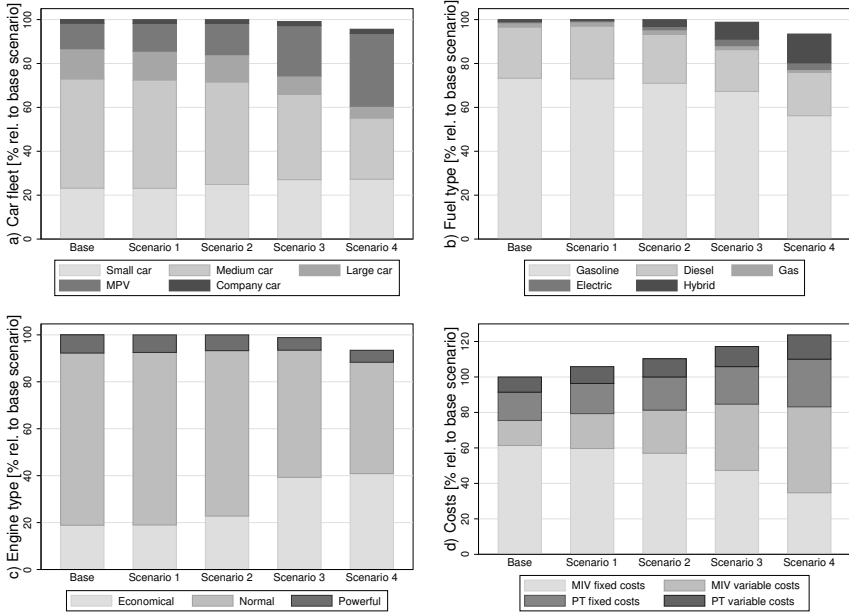 a) Car fleet [% rel. to base scenario]
0 20 40 60 80 100
Base Scenario 1 Scenario 2 Scenario 3 Scenario 4
Small car Medium car Large car
MPV Company car
b) Fuel type [% rel. to base scenario]
0 20 40 60 80 100
Base Scenario 1 Scenario 2 Scenario 3 Scenario 4
Gasoline Diesel Gas
Electric Hybrid
c) Engine type [% rel. to base scenario]
0 20 40 60 80 100
Base Scenario 1 Scenario 2 Scenario 3 Scenario 4
Economical Normal Powerful
d) Costs [% rel. to base scenario]
0 20 40 60 80 100 120
Base Scenario 1 Scenario 2 Scenario 3 Scenario 4
MIV fixed costs MIV variable costs
PT fixed costs PT variable costs